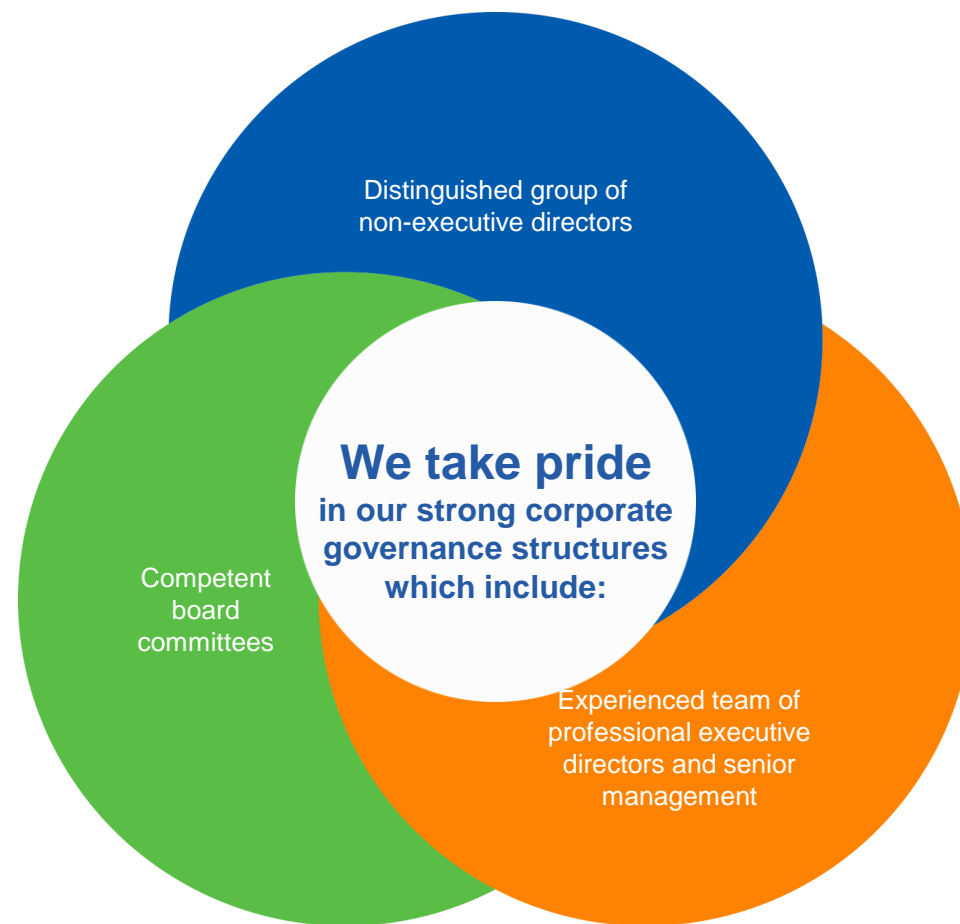 Distinguished group of
non-executive directors
We take pride
in our strong corporate
governance structures
which include:
Competent
board
committees
Experienced team of
professional executive
directors and senior
management